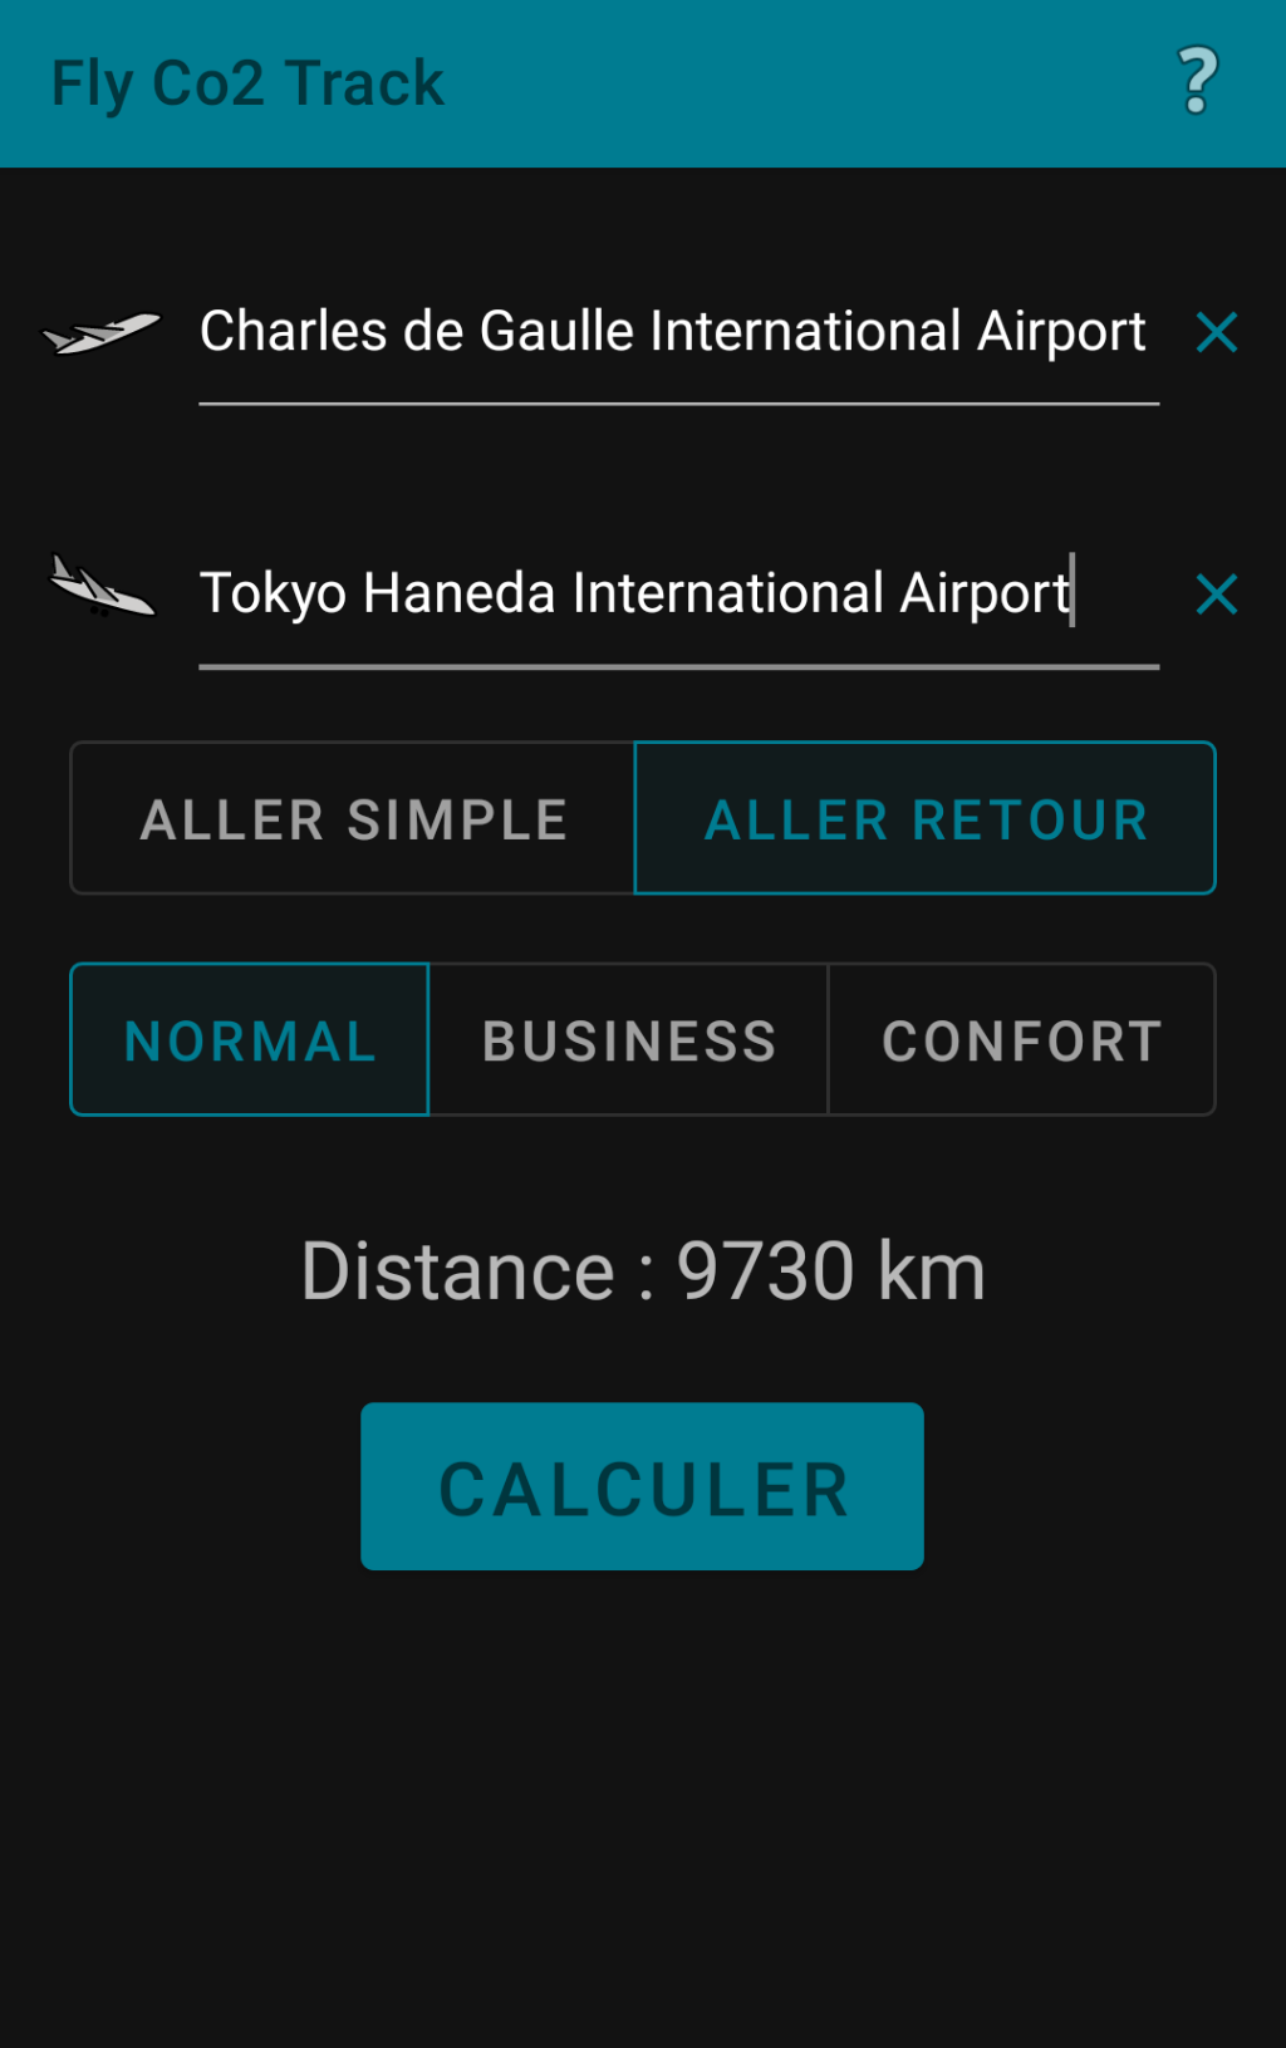 Fly Co2 Track ?
Charles de Gaulle International Airport
Tokyo Haneda International Airport
ALLER SIMPLE ALLER RETOUR
NORMAL BUSINESS CONFORT
Distance : 9730 km
CALCULER